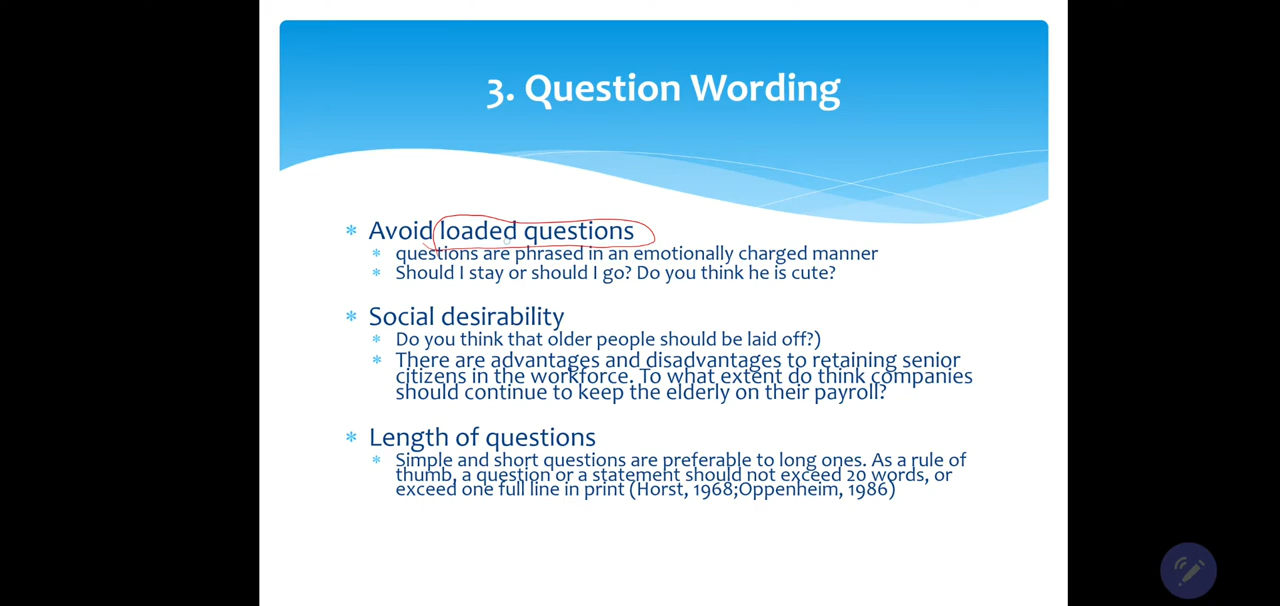 3. Question Wording
* Avoid loaded questions
* questions are phrased in an emotionally charged manner
* Should I stay or should I go? Do you think he is cute?
* Social desirability
* Do you think that older people should be laid off?)
* There are advantages and disadvantages to retaining senior
citizens in the workforce. To what extent do think companies
should continue to keep the elderly on their payroll?
* Length of questions
* Simple and short questions are preferable to long ones. As a rule of
thumb, a question or a statement should not exceed 20 words, or
exceed one full line in print (Horst, 1968;Oppenheim, 1986)